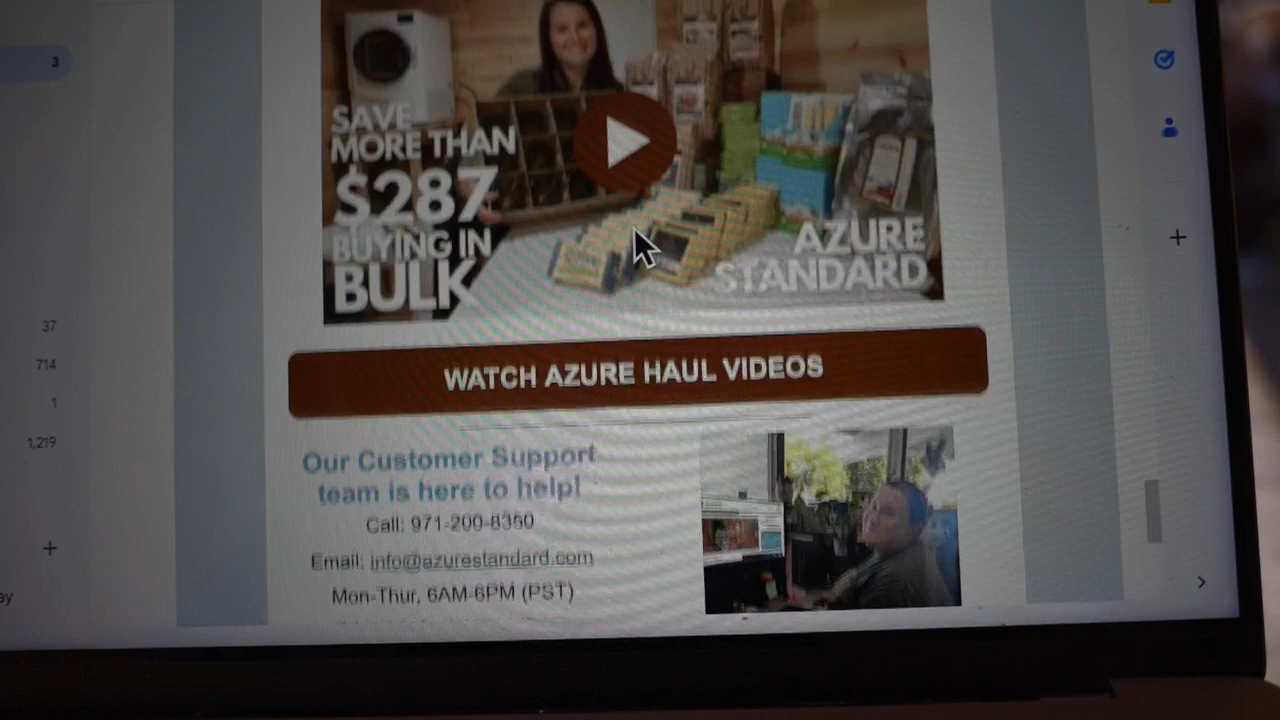 3
SAVE
MORE THAN
$287
BUYING IN
BULK
AZURE
STANDARD
37
714
1
1,219
WATCH AZURE HAUL VIDEOS
Our Customer Support
team is here to help!
Call: 971-200-8350
Email: info@azurestandard.com
Mon-Thur, 6AM-6PM (PST)
ay